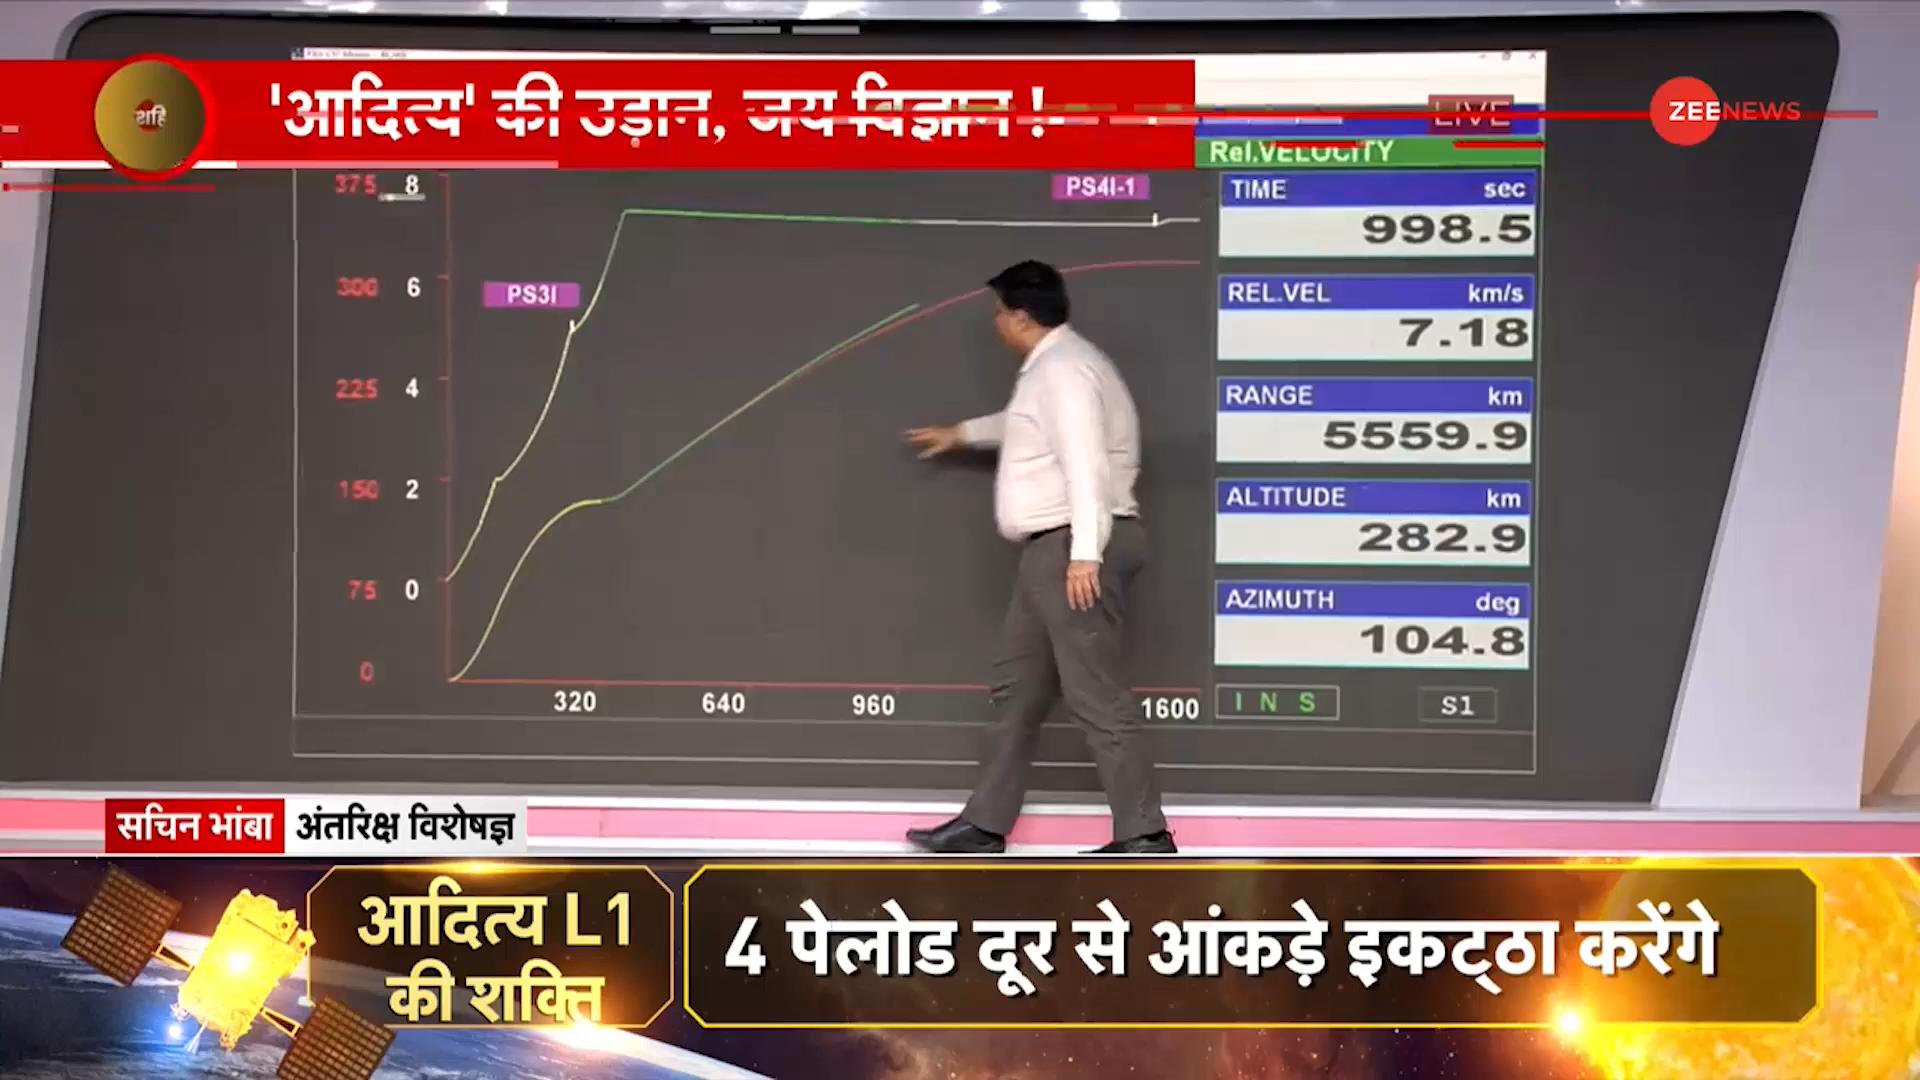 'आदित्य' की उड़ान, जय विज्ञान !
LIVE
ZEENEWS
Rel.VELOCITY
375 8
300 6
225 4
150 2
75 0
0
PS3I
PS4I-1
320 640 960 1600
TIME sec
998.5
REL.VEL km/s
7.18
RANGE km
5559.9
ALTITUDE km
282.9
AZIMUTH deg
104.8
INS S1
सचिन भांबा अंतरिक्ष विशेषज्ञ
आदित्य L1
की शक्ति
4 पेलोड दूर से आंकड़े इकट्ठा करेंगे